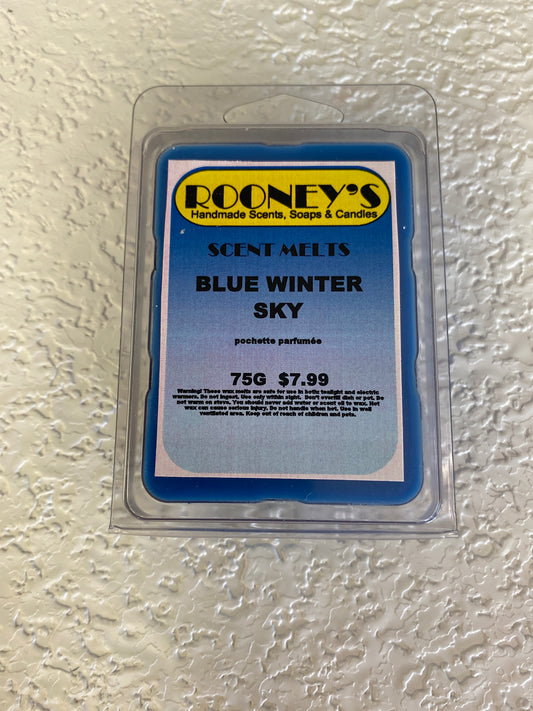 ROONEY'S
Handmade Scents, Soaps & Candles
SCENT MELTS
BLUE WINTER
SKY
pochette parfumée
75G $7.99
Warning! These wax melts are safe for use in both: tealight and electric
warmers. Do not ingest. Use only within sight. Don't overfill dish or pot. Do
not warm on stove. You should never add water or scent oil to wax. Hot
wax can cause serious injury. Do not handle when hot. Use in well
ventilated area. Keep out of reach of children and pets.